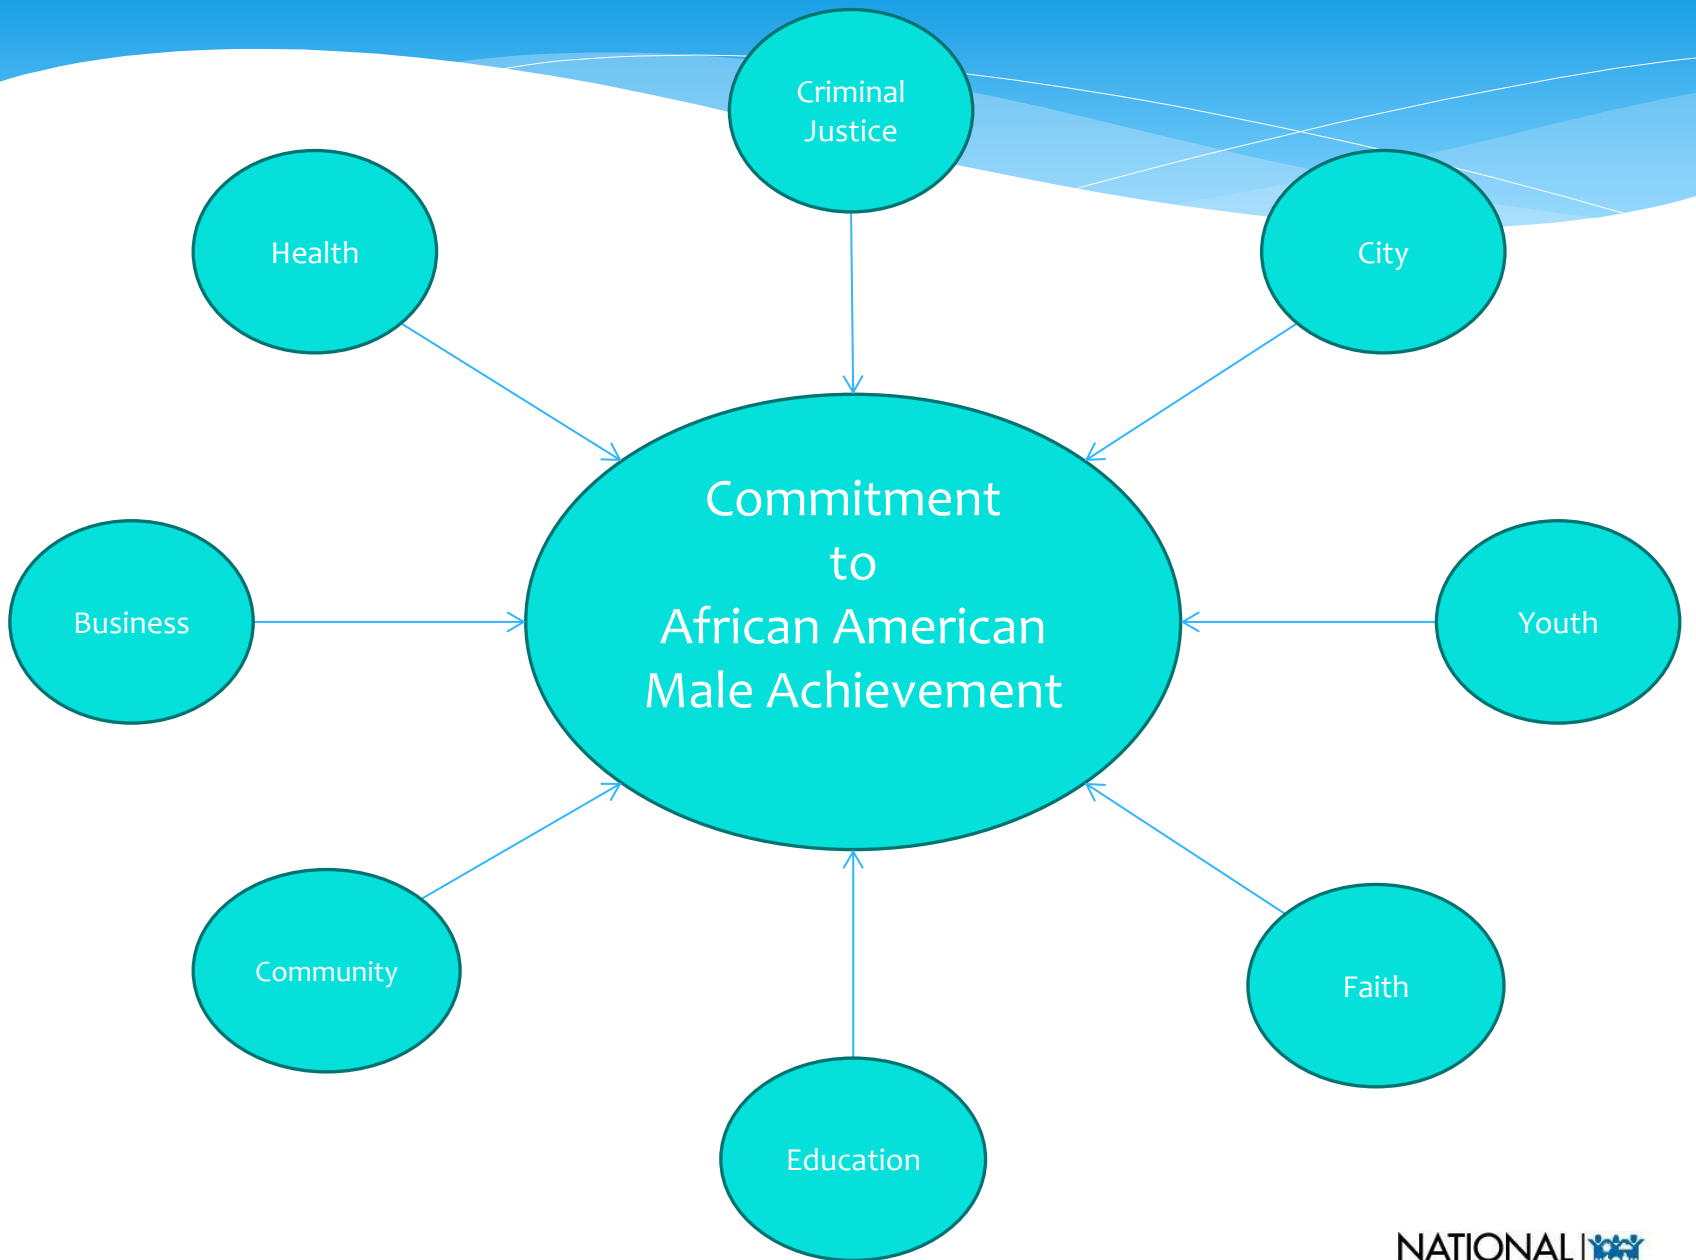 Criminal
Justice
Health
City
Commitment
to
African American
Male Achievement
Business
Youth
Community
Faith
Education
NATIONAL